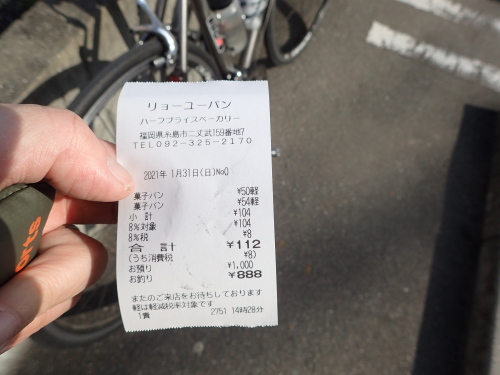 リョーユーパン
ハーフプライスベーカリー
福岡県糸島市二丈武159番地7
TEL092-325-2170
2021年 1月31日(日)No0
菓子パン ¥50軽
菓子パン ¥54軽
小 計 ¥104
8%対象 ¥104
8%税 ¥8
合 計 ¥112
(うち消費税 ¥8)
お預り ¥1,000
お釣り ¥888
またのご来店をお待ちしております
軽は軽減税率対象です
1責 2751 14時28分